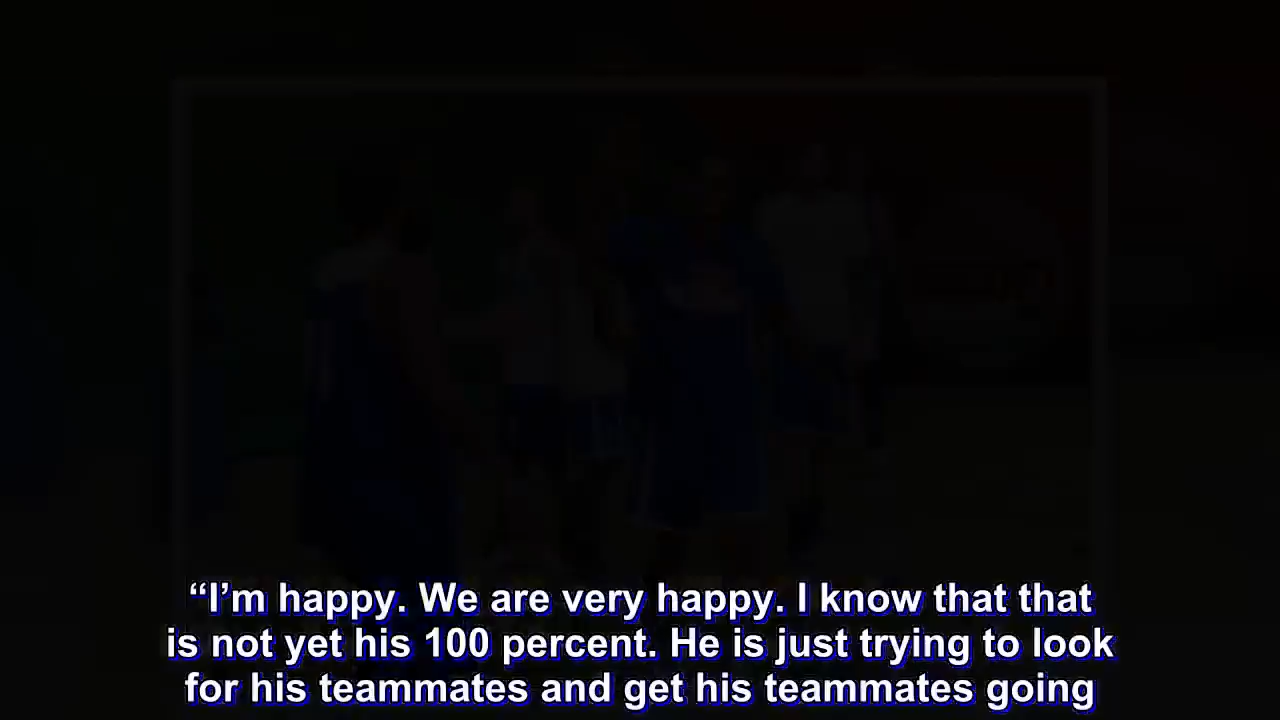 “I’m happy. We are very happy. I know that that
is not yet his 100 percent. He is just trying to look
for his teammates and get his teammates going